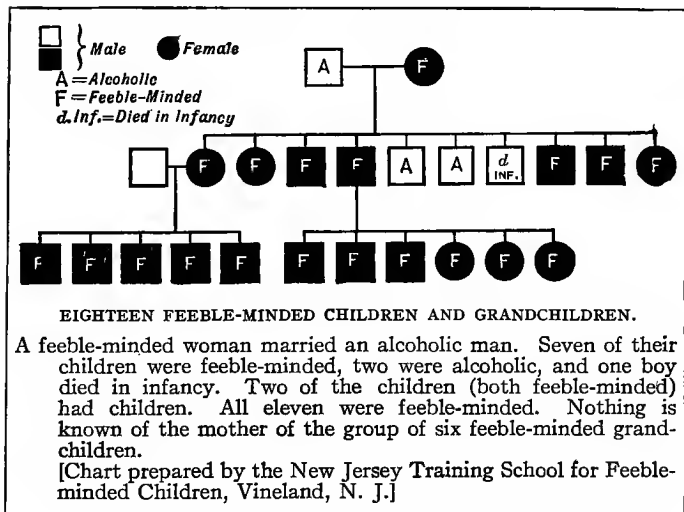 Male Female
A=Alcoholic
F=Feeble-Minded
d.Inf.=Died in Infancy
A F
F F F F A A d INF. F F F
F F F F F F F F F F F
EIGHTEEN FEEBLE-MINDED CHILDREN AND GRANDCHILDREN.
A feeble-minded woman married an alcoholic man. Seven of their
children were feeble-minded, two were alcoholic, and one boy
died in infancy. Two of the children (both feeble-minded)
had children. All eleven were feeble-minded. Nothing is
known of the mother of the group of six feeble-minded grand-
children.
[Chart prepared by the New Jersey Training School for Feeble-
minded Children, Vineland, N. J.]